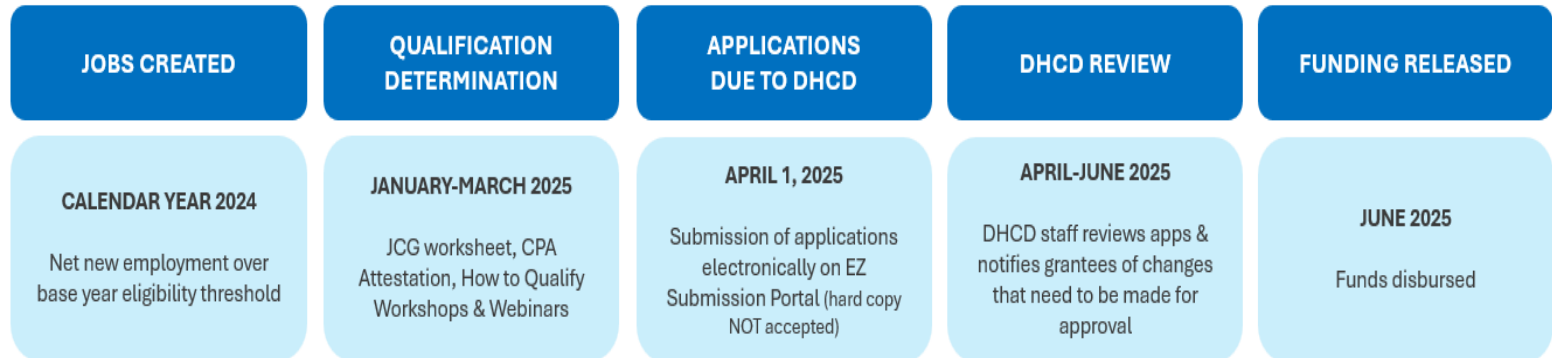 JOBS CREATED
QUALIFICATION
DETERMINATION
APPLICATIONS
DUE TO DHCD
DHCD REVIEW
FUNDING RELEASED
CALENDAR YEAR 2024
Net new employment over
base year eligibility threshold
JANUARY-MARCH 2025
JCG worksheet, CPA
Attestation, How to Qualify
Workshops & Webinars
APRIL 1, 2025
Submission of applications
electronically on EZ
Submission Portal (hard copy
NOT accepted)
APRIL-JUNE 2025
DHCD staff reviews apps &
notifies grantees of changes
that need to be made for
approval
JUNE 2025
Funds disbursed